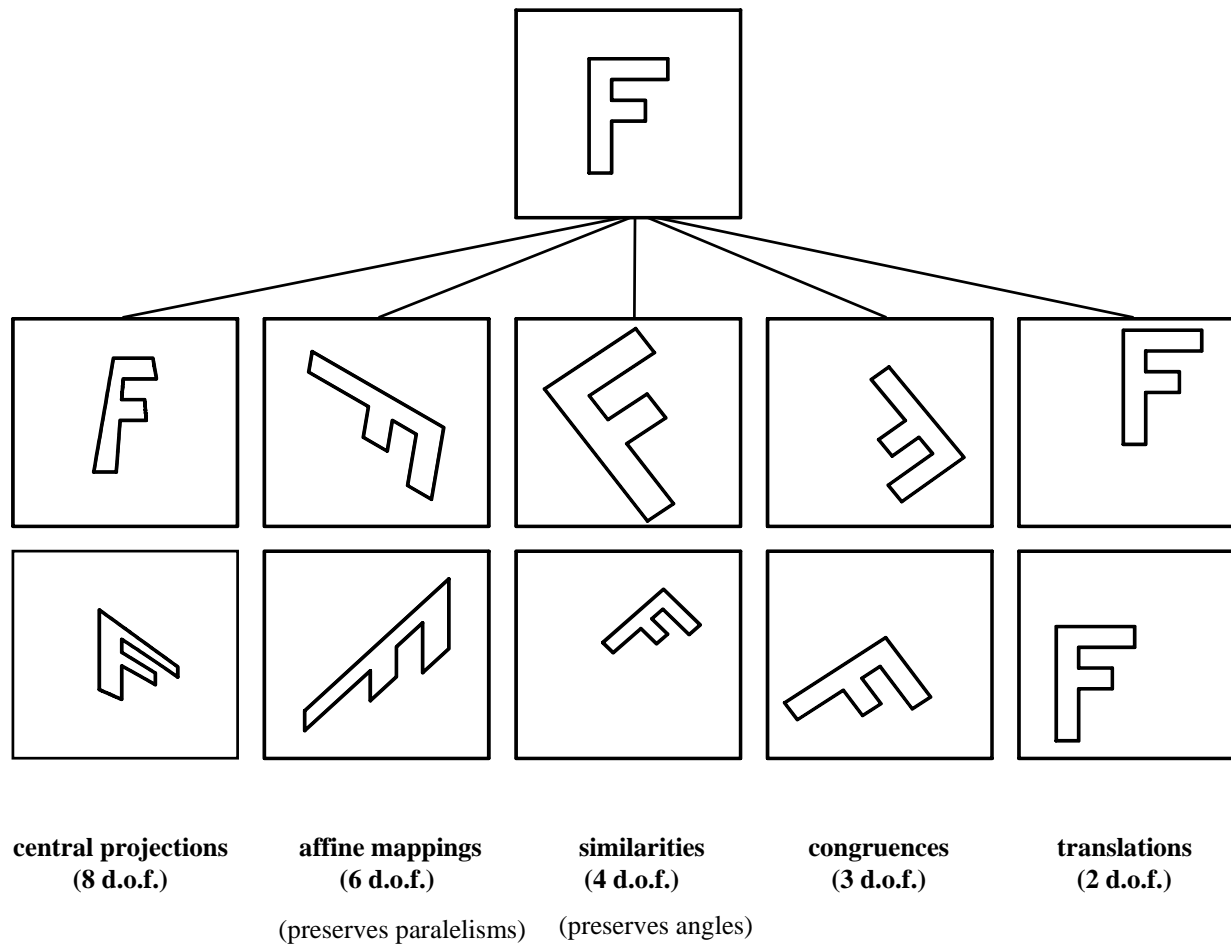 central projections
(8 d.o.f.)
affine mappings
(6 d.o.f.)
(preserves paralelisms)
similarities
(4 d.o.f.)
(preserves angles)
congruences
(3 d.o.f.)
translations
(2 d.o.f.)